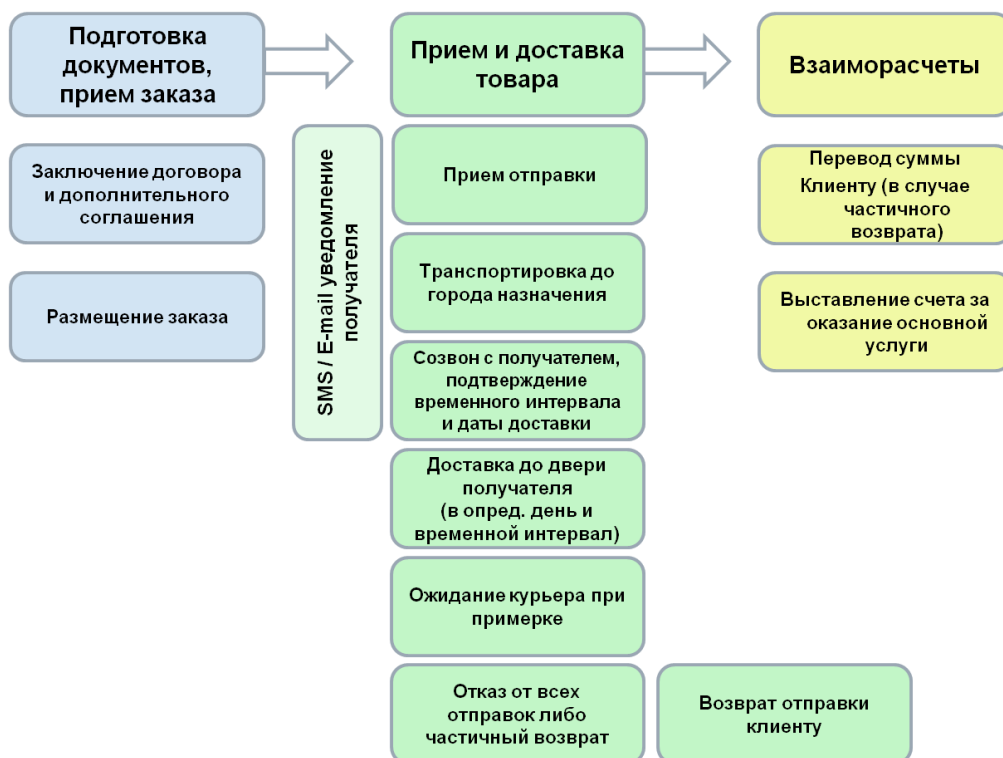 Подготовка
документов,
прием заказа
Прием и доставка
товара
Взаиморасчеты
Заключение договора
и дополнительного
соглашения
Размещение заказа
SMS / E-mail уведомление
получателя
Прием отправки
Транспортировка до
города назначения
Созвон с получателем,
подтверждение
временного интервала
и даты доставки
Доставка до двери
получателя
(в опред. день и
временной интервал)
Ожидание курьера при
примерке
Отказ от всех
отправок либо
частичный возврат
Возврат отправки
клиенту
Перевод суммы
Клиенту (в случае
частичного
возврата)
Выставление счета за
оказание основной
услуги